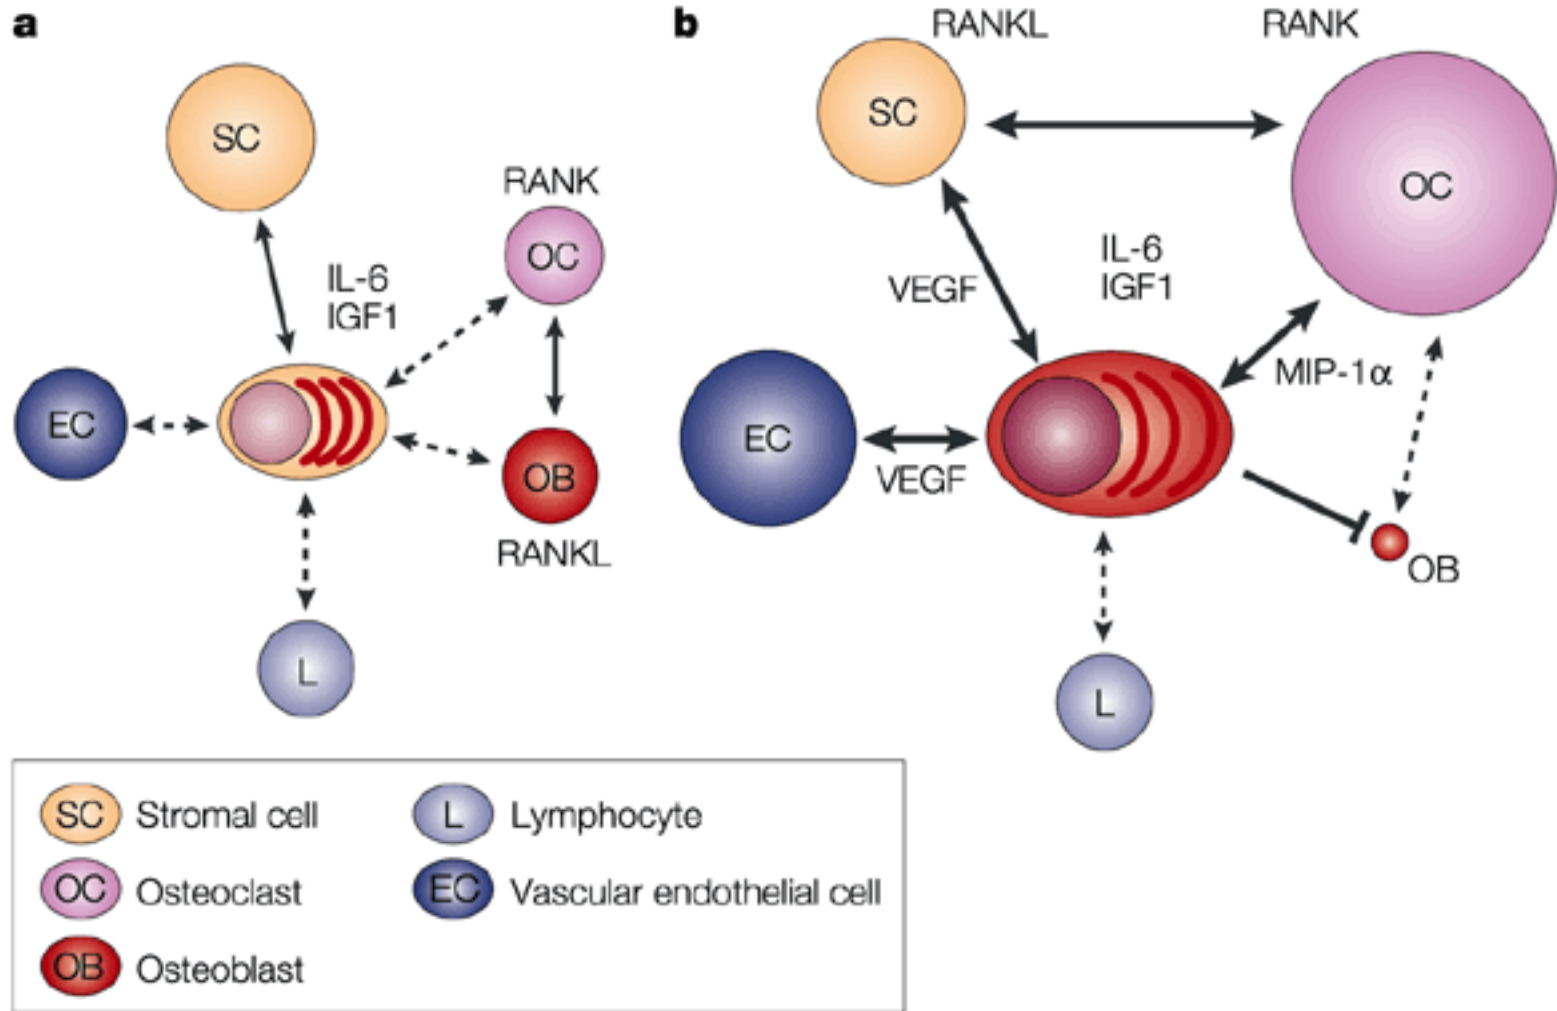 a
SC
RANK
OC
IL-6
IGF1
EC
OB
RANKL
L
b
RANKL
RANK
SC
OC
IL-6
IGF1
VEGF
MIP-1α
EC
VEGF
OB
L
SC Stromal cell
OC Osteoclast
OB Osteoblast
L Lymphocyte
EC Vascular endothelial cell